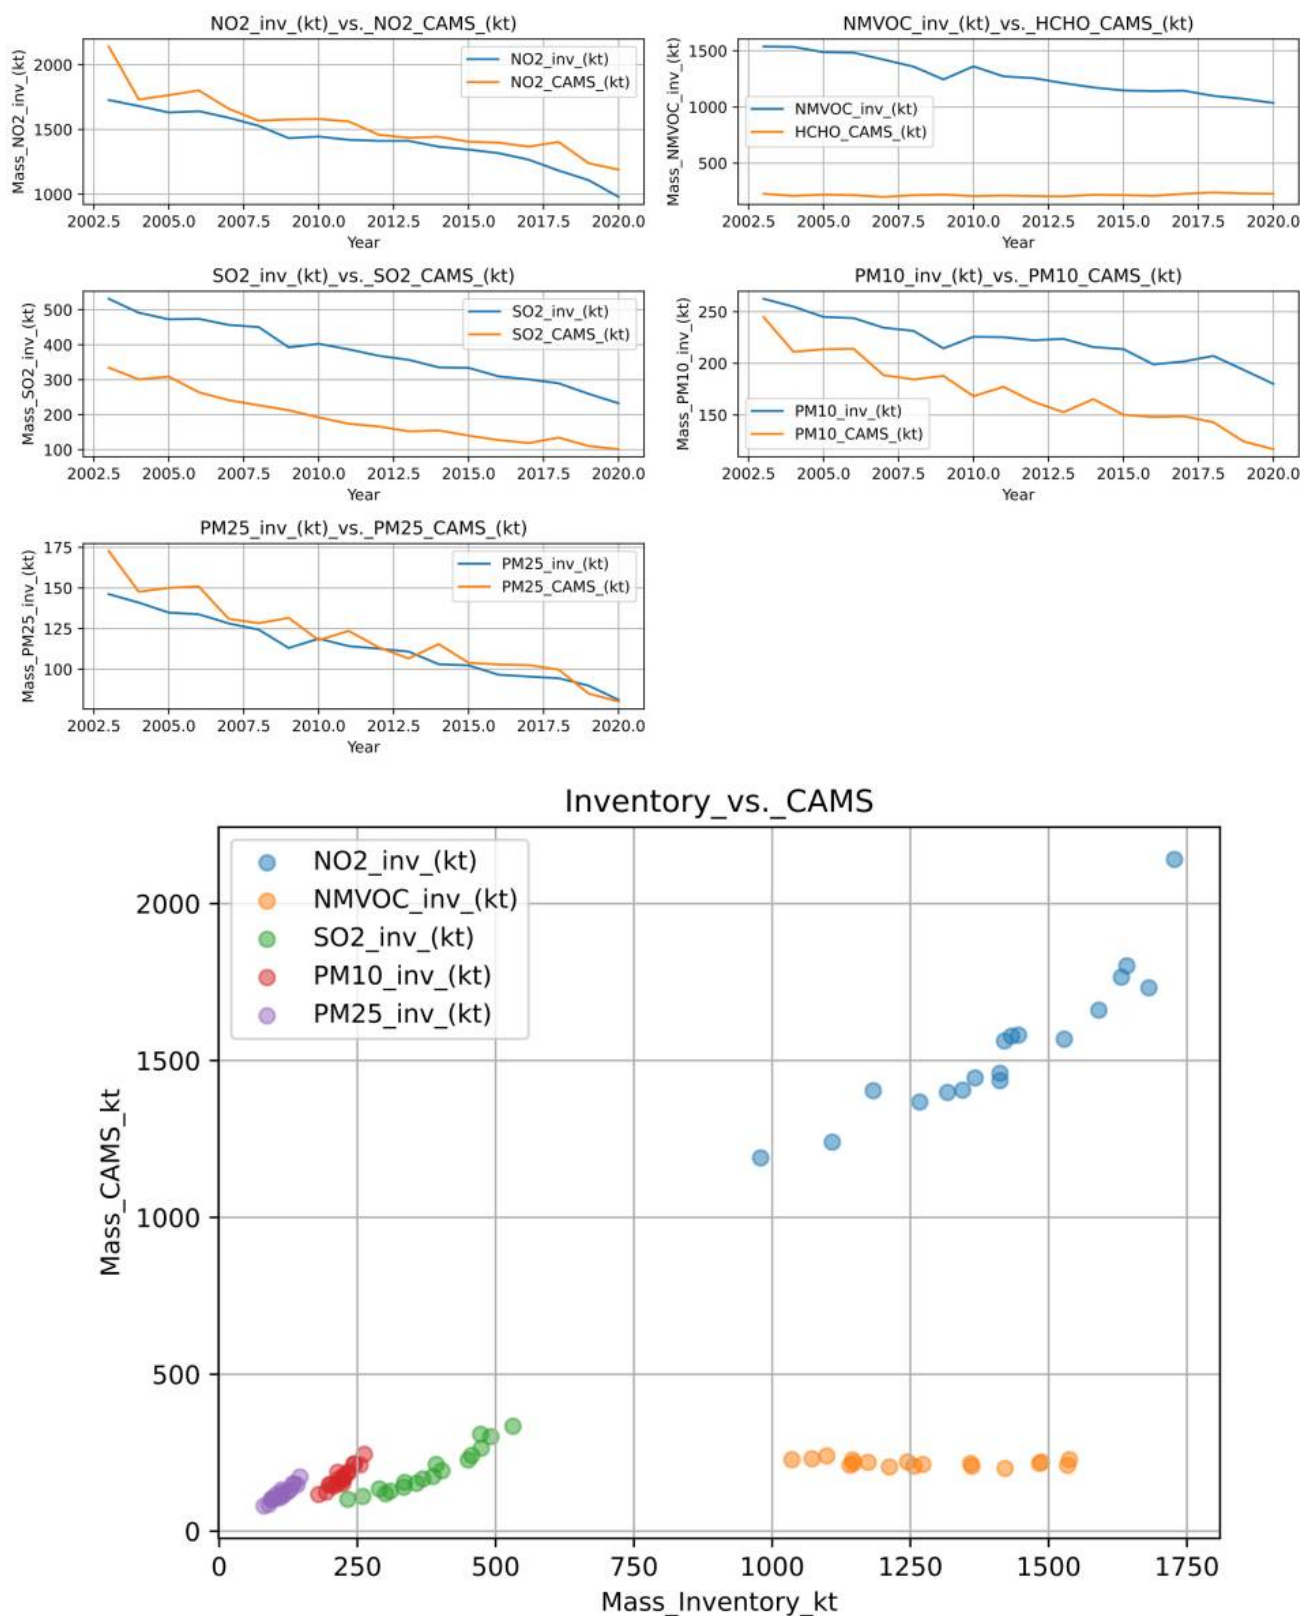 NO2_inv_(kt)_vs._NO2_CAMS_(kt)
Mass_NO2_inv_(kt)
2000
1500
1000
NO2_inv_(kt)
NO2_CAMS_(kt)
2002.5 2005.0 2007.5 2010.0 2012.5 2015.0 2017.5 2020.0
Year
NMVOC_inv_(kt)_vs._HCHO_CAMS_(kt)
Mass_NMVOC_inv_(kt)
1500
1000
500
NMVOC_inv_(kt)
HCHO_CAMS_(kt)
2002.5 2005.0 2007.5 2010.0 2012.5 2015.0 2017.5 2020.0
Year
SO2_inv_(kt)_vs._SO2_CAMS_(kt)
Mass_SO2_inv_(kt)
500
400
300
200
100
SO2_inv_(kt)
SO2_CAMS_(kt)
2002.5 2005.0 2007.5 2010.0 2012.5 2015.0 2017.5 2020.0
Year
PM10_inv_(kt)_vs._PM10_CAMS_(kt)
Mass_PM10_inv_(kt)
250
200
150
PM10_inv_(kt)
PM10_CAMS_(kt)
2002.5 2005.0 2007.5 2010.0 2012.5 2015.0 2017.5 2020.0
Year
PM25_inv_(kt)_vs._PM25_CAMS_(kt)
Mass_PM25_inv_(kt)
175
150
125
100
PM25_inv_(kt)
PM25_CAMS_(kt)
2002.5 2005.0 2007.5 2010.0 2012.5 2015.0 2017.5 2020.0
Year
Inventory_vs._CAMS
Mass_CAMS_kt
2000
1500
1000
500
0
NO2_inv_(kt)
NMVOC_inv_(kt)
SO2_inv_(kt)
PM10_inv_(kt)
PM25_inv_(kt)
0 250 500 750 1000 1250 1500 1750
Mass_Inventory_kt